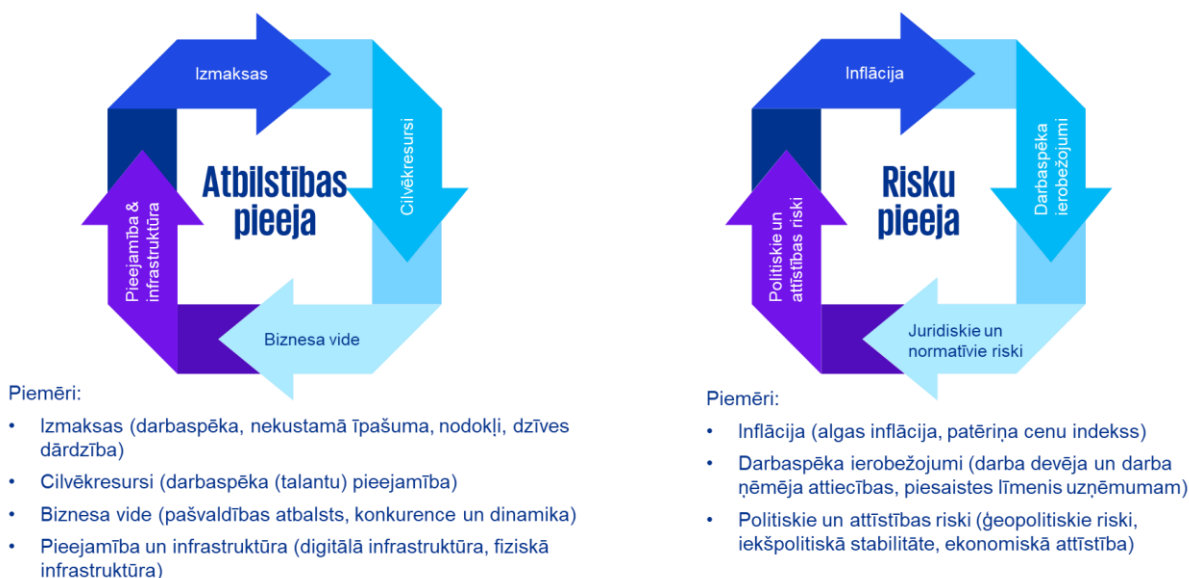 Izmaksas
Cilvēkresursi
Atbilstības
pieeja
Pieejamība &
infrastruktūra
Biznesa vide
Piemēri:
• Izmaksas (darbaspēka, nekustamā īpašuma, nodokļi, dzīves
dārdzība)
• Cilvēkresursi (darbaspēka (talantu) pieejamība)
• Biznesa vide (pašvaldības atbalsts, konkurence un dinamika)
• Pieejamība un infrastruktūra (digitālā infrastruktūra, fiziskā
infrastruktūra)
Inflācija
Darbaspēka
ierobežojumi
Risku
pieeja
Politiskie un
attīstības riski
Juridiskie un
normatīvie riski
Piemēri:
• Inflācija (algas inflācija, patēriņa cenu indekss)
• Darbaspēka ierobežojumi (darba devēja un darba
ņēmēja attiecības, piesaistes līmenis uzņēmumam)
• Politiskie un attīstības riski (ģeopolitiskie riski,
iekšpolitiskā stabilitāte, ekonomiskā attīstība)